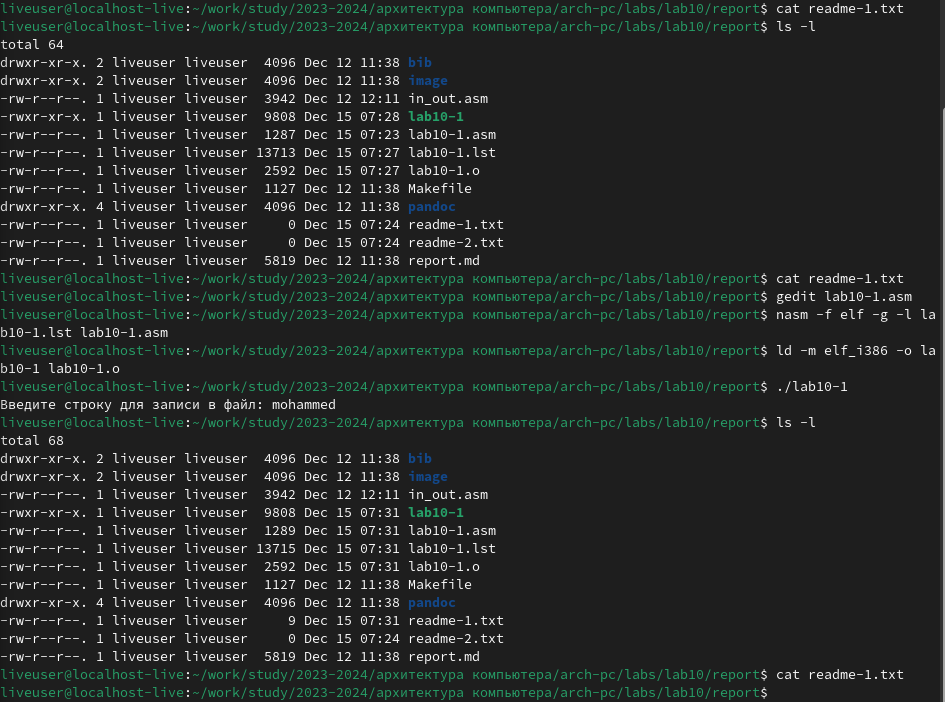 liveuser@localhost-live:~/work/study/2023-2024/архитектура компьютера/arch-pc/labs/lab10/report$ cat readme-1.txt
liveuser@localhost-live:~/work/study/2023-2024/архитектура компьютера/arch-pc/labs/lab10/report$ ls -l
total 64
drwxr-xr-x. 2 liveuser liveuser  4096 Dec 12 11:38 bib
drwxr-xr-x. 2 liveuser liveuser  4096 Dec 12 11:38 image
-rw-r--r--. 1 liveuser liveuser  3942 Dec 12 12:11 in_out.asm
-rwxr-xr-x. 1 liveuser liveuser  9808 Dec 15 07:28 lab10-1
-rw-r--r--. 1 liveuser liveuser  1287 Dec 15 07:23 lab10-1.asm
-rw-r--r--. 1 liveuser liveuser 13713 Dec 15 07:27 lab10-1.lst
-rw-r--r--. 1 liveuser liveuser  2592 Dec 15 07:27 lab10-1.o
-rw-r--r--. 1 liveuser liveuser  1127 Dec 12 11:38 Makefile
drwxr-xr-x. 4 liveuser liveuser  4096 Dec 12 11:38 pandoc
-rw-r--r--. 1 liveuser liveuser     0 Dec 15 07:24 readme-1.txt
-rw-r--r--. 1 liveuser liveuser     0 Dec 15 07:24 readme-2.txt
-rw-r--r--. 1 liveuser liveuser  5819 Dec 12 11:38 report.md
liveuser@localhost-live:~/work/study/2023-2024/архитектура компьютера/arch-pc/labs/lab10/report$ cat readme-1.txt
liveuser@localhost-live:~/work/study/2023-2024/архитектура компьютера/arch-pc/labs/lab10/report$ gedit lab10-1.asm
liveuser@localhost-live:~/work/study/2023-2024/архитектура компьютера/arch-pc/labs/lab10/report$ nasm -f elf -g -l la
b10-1.lst lab10-1.asm
liveuser@localhost-live:~/work/study/2023-2024/архитектура компьютера/arch-pc/labs/lab10/report$ ld -m elf_i386 -o la
b10-1 lab10-1.o
liveuser@localhost-live:~/work/study/2023-2024/архитектура компьютера/arch-pc/labs/lab10/report$ ./lab10-1
Введите строку для записи в файл: mohammed
liveuser@localhost-live:~/work/study/2023-2024/архитектура компьютера/arch-pc/labs/lab10/report$ ls -l
total 68
drwxr-xr-x. 2 liveuser liveuser  4096 Dec 12 11:38 bib
drwxr-xr-x. 2 liveuser liveuser  4096 Dec 12 11:38 image
-rw-r--r--. 1 liveuser liveuser  3942 Dec 12 12:11 in_out.asm
-rwxr-xr-x. 1 liveuser liveuser  9808 Dec 15 07:31 lab10-1
-rw-r--r--. 1 liveuser liveuser  1289 Dec 15 07:31 lab10-1.asm
-rw-r--r--. 1 liveuser liveuser 13715 Dec 15 07:31 lab10-1.lst
-rw-r--r--. 1 liveuser liveuser  2592 Dec 15 07:31 lab10-1.o
-rw-r--r--. 1 liveuser liveuser  1127 Dec 12 11:38 Makefile
drwxr-xr-x. 4 liveuser liveuser  4096 Dec 12 11:38 pandoc
-rw-r--r--. 1 liveuser liveuser     9 Dec 15 07:31 readme-1.txt
-rw-r--r--. 1 liveuser liveuser     0 Dec 15 07:24 readme-2.txt
-rw-r--r--. 1 liveuser liveuser  5819 Dec 12 11:38 report.md
liveuser@localhost-live:~/work/study/2023-2024/архитектура компьютера/arch-pc/labs/lab10/report$ cat readme-1.txt
liveuser@localhost-live:~/work/study/2023-2024/архитектура компьютера/arch-pc/labs/lab10/report$